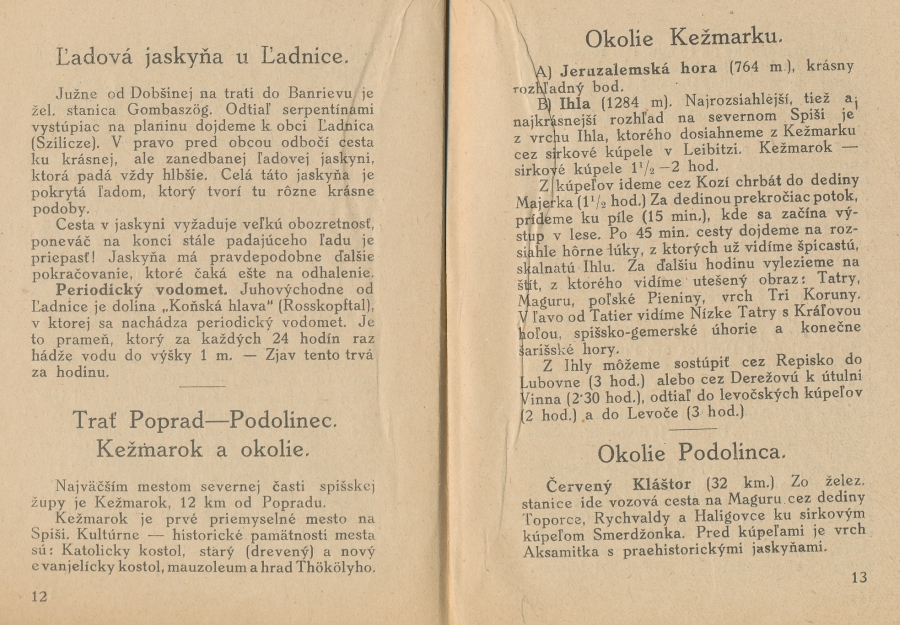 Ľadová jaskyňa u Ľadnice.
Južne od Dobšinej na trati do Banrievu je
žel. stanica Gombaszög. Odtiaľ serpentínami
vystúpiac na planinu dojdeme k obci Ľadnica
(Szilicze). V pravo pred obcou odbočí cesta
ku krásnej, ale zanedbanej ľadovej jaskyni,
ktorá padá vždy hlbšie. Celá táto jaskyňa je
pokrytá ľadom, ktorý tvorí tu rôzne krásne
podoby.
Cesta v jaskyni vyžaduje veľkú obozretnosť,
poneváč na konci stále padajúceho ľadu je
priepasť! Jaskyňa má pravdepodobne ďalšie
pokračovanie, ktoré čaká ešte na odhalenie.
Periodický vodomet. Juhovýchodne od
Ľadnice je dolina „Koňská hlava" (Rosskopftal),
v ktorej sa nachádza periodický vodomet. Je
to prameň, ktorý za každých 24 hodín raz
hádže vodu do výšky 1 m. — Zjav tento trvá
za hodinu.
Trať Poprad—Podolinec.
Kežmarok a okolie.
Najväčším mestom severnej časti spišskej
župy je Kežmarok, 12 km od Popradu.
Kežmarok je prvé priemyselné mesto na
Spiši. Kultúrne — historické pamätnosti mesta
sú: Katolicky kostol, starý (drevený) a nový
evanjelícky kostol, mauzoleum a hrad Thökölyho.
12
Okolie Kežmarku.
A) Jeruzalemská hora (764 m.), krásny
rozhľadný bod.
B) Ihla (1284 m). Najrozsiahlejší, tiež aj
najkrásnejší rozhľad na severnom Spiši je
z vrchu Ihla, ktorého dosiahneme z Kežmarku
cez sirkové kúpele v Leibitzi. Kežmarok —
sirkové kúpele 1½—2 hod.
Z kúpeľov ideme cez Kozí chrbát do dediny
Majerka (1½ hod.) Za dedinou prekročiac potok,
prídeme ku píle (15 min.), kde sa začína vý-
stup v lese. Po 45 min. cesty dojdeme na roz-
siahle hôrne lúky, z ktorých už vidíme špicastú,
skalnatú Ihlu. Za ďalšiu hodinu vylezieme na
štít, z ktorého vidíme utešený obraz: Tatry,
Maguru, poľské Pieniny, vrch Tri Koruny.
V ľavo od Tatier vidíme Nízke Tatry s Kráľovou
hoľou, spišsko-gemerské úhorie a konečne
šarišské hory.
Z Ihly môžeme sostúpiť cez Repisko do
Lubovne (3 hod.) alebo cez Derežovú k útulni
Vinna (2·30 hod.), odtiaľ do levočských kúpeľov
(2 hod.) a do Levoče (3 hod.)
Okolie Podolinca.
Červený Kláštor (32 km.) Zo želez.
stanice ide vozová cesta na Maguru cez dediny
Toporce, Rychvaldy a Haligovce ku sirkovým
kúpeľom Smerdžonka. Pred kúpeľami je vrch
Aksamitka s praehistorickými jaskyňami.
13